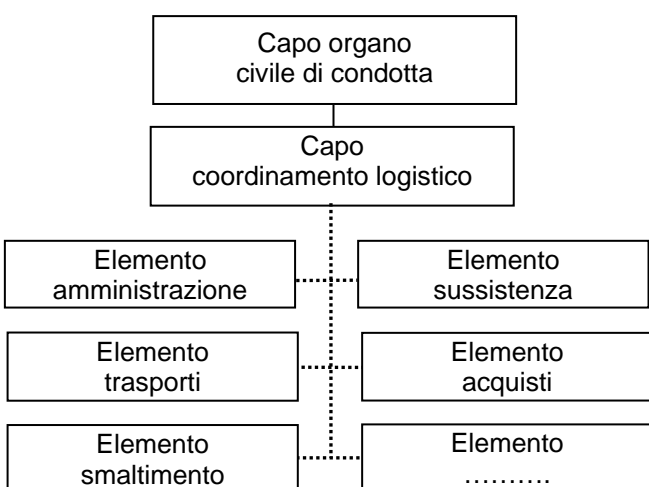 Capo organo
civile di condotta
Capo
coordinamento logistico
Elemento
amministrazione
Elemento
sussistenza
Elemento
trasporti
Elemento
acquisti
Elemento
smaltimento
Elemento
……….